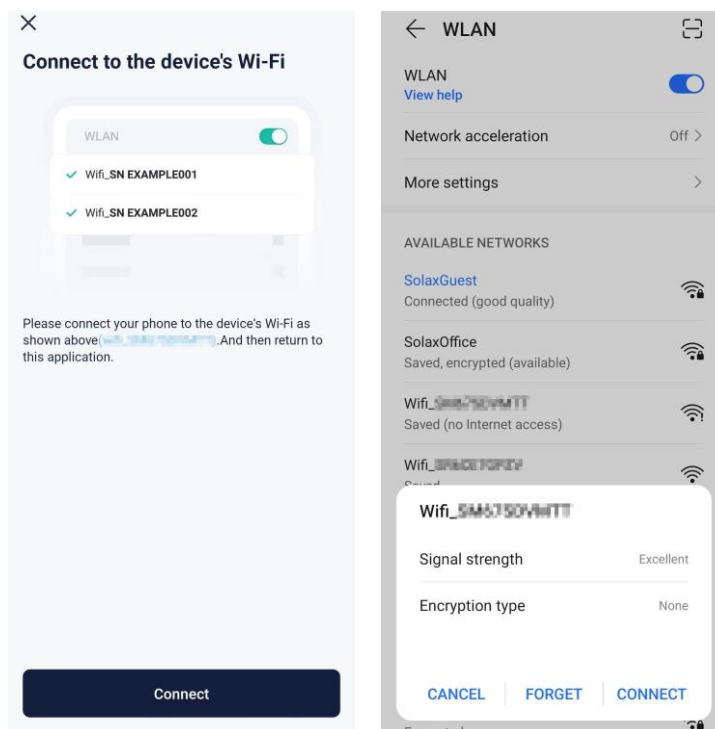 Connect to the device's Wi-Fi
WLAN
Wifi_SN EXAMPLE001
Wifi_SN EXAMPLE002
Please connect your phone to the device's Wi-Fi as
shown above( ).And then return to
this application.
Connect
WLAN
WLAN
View help
Network acceleration
Off
More settings
AVAILABLE NETWORKS
SolaxGuest
Connected (good quality)
SolaxOffice
Saved, encrypted (available)
Wifi_
Saved (no Internet access)
Wifi_
Wifi_
Signal strength
Excellent
Encryption type
None
CANCEL FORGET CONNECT